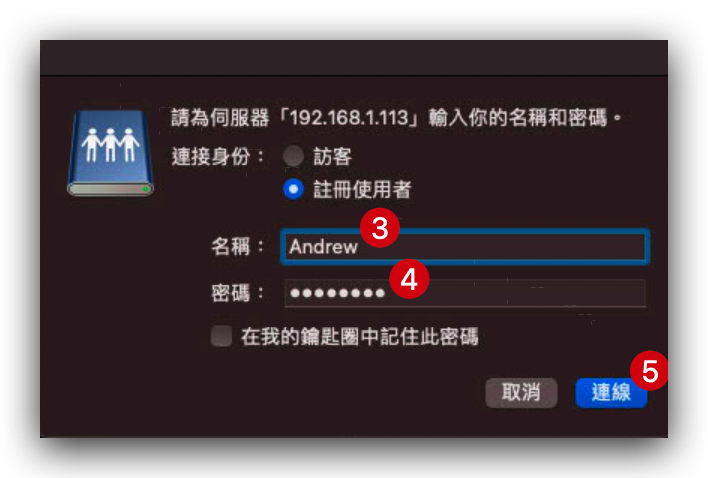 請為伺服器「192.168.1.113」輸入你的名稱和密碼。
連接身份： 訪客
註冊使用者
3
名稱： Andrew
4
密碼： ●●●●●●●●
在我的鑰匙圈中記住此密碼
5
取消 連線